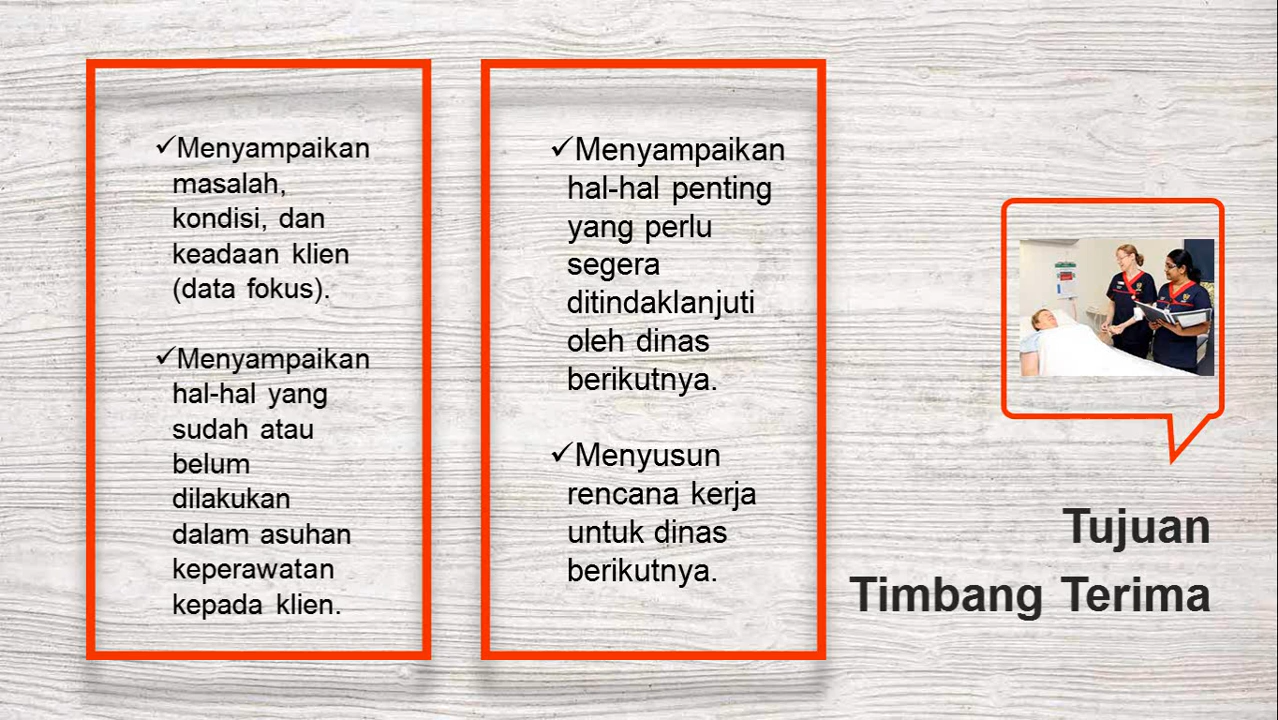 ✓Menyampaikan
masalah,
kondisi, dan
keadaan klien
(data fokus).
✓Menyampaikan
hal-hal yang
sudah atau
belum
dilakukan
dalam asuhan
keperawatan
kepada klien.
✓Menyampaikan
hal-hal penting
yang perlu
segera
ditindaklanjuti
oleh dinas
berikutnya.
✓Menyusun
rencana kerja
untuk dinas
berikutnya.
Tujuan
Timbang Terima